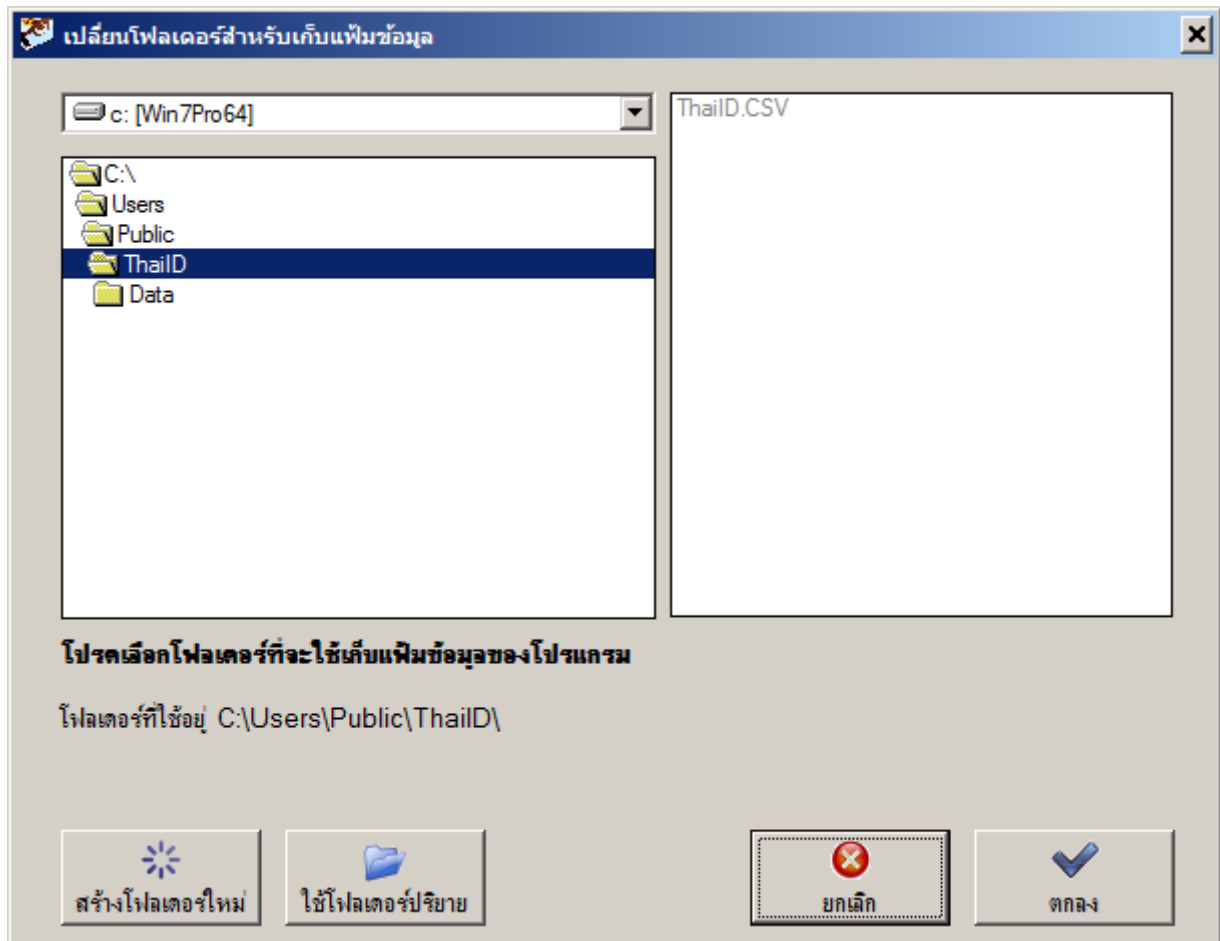 เปลี่ยนโฟลเดอร์สำหรับเก็บแฟ้มข้อมูล
c: [Win7Pro64]
ThaiID.CSV
C:\
Users
Public
ThaiID
Data
โปรดเลือกโฟลเดอร์ที่จะใช้เก็บแฟ้มข้อมูลของโปรแกรม
โฟลเดอร์ที่ใช้อยู่ C:\Users\Public\ThaiID\
สร้างโฟลเดอร์ใหม่
ใช้โฟลเดอร์ปริยาย
ยกเลิก
ตกลง